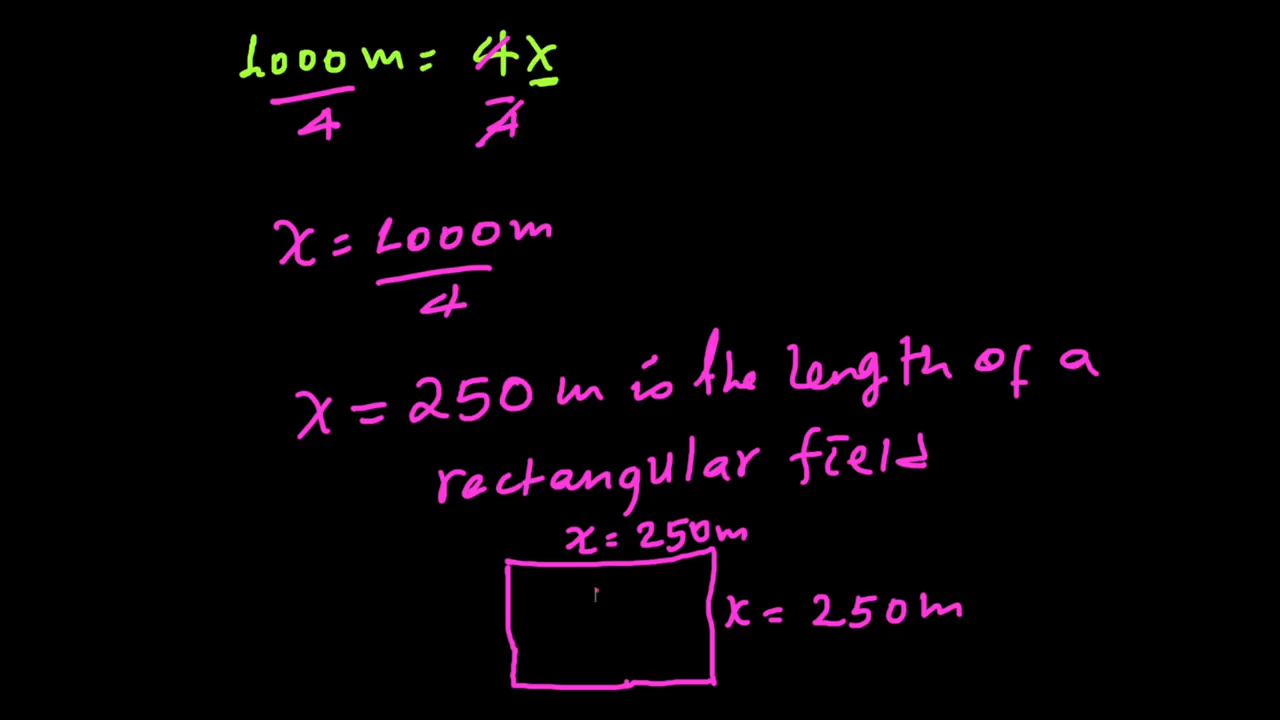 1000m = 4x
4 4
x = 1000m
4
x = 250 m is the length of a
rectangular field
x = 250m
x = 250m